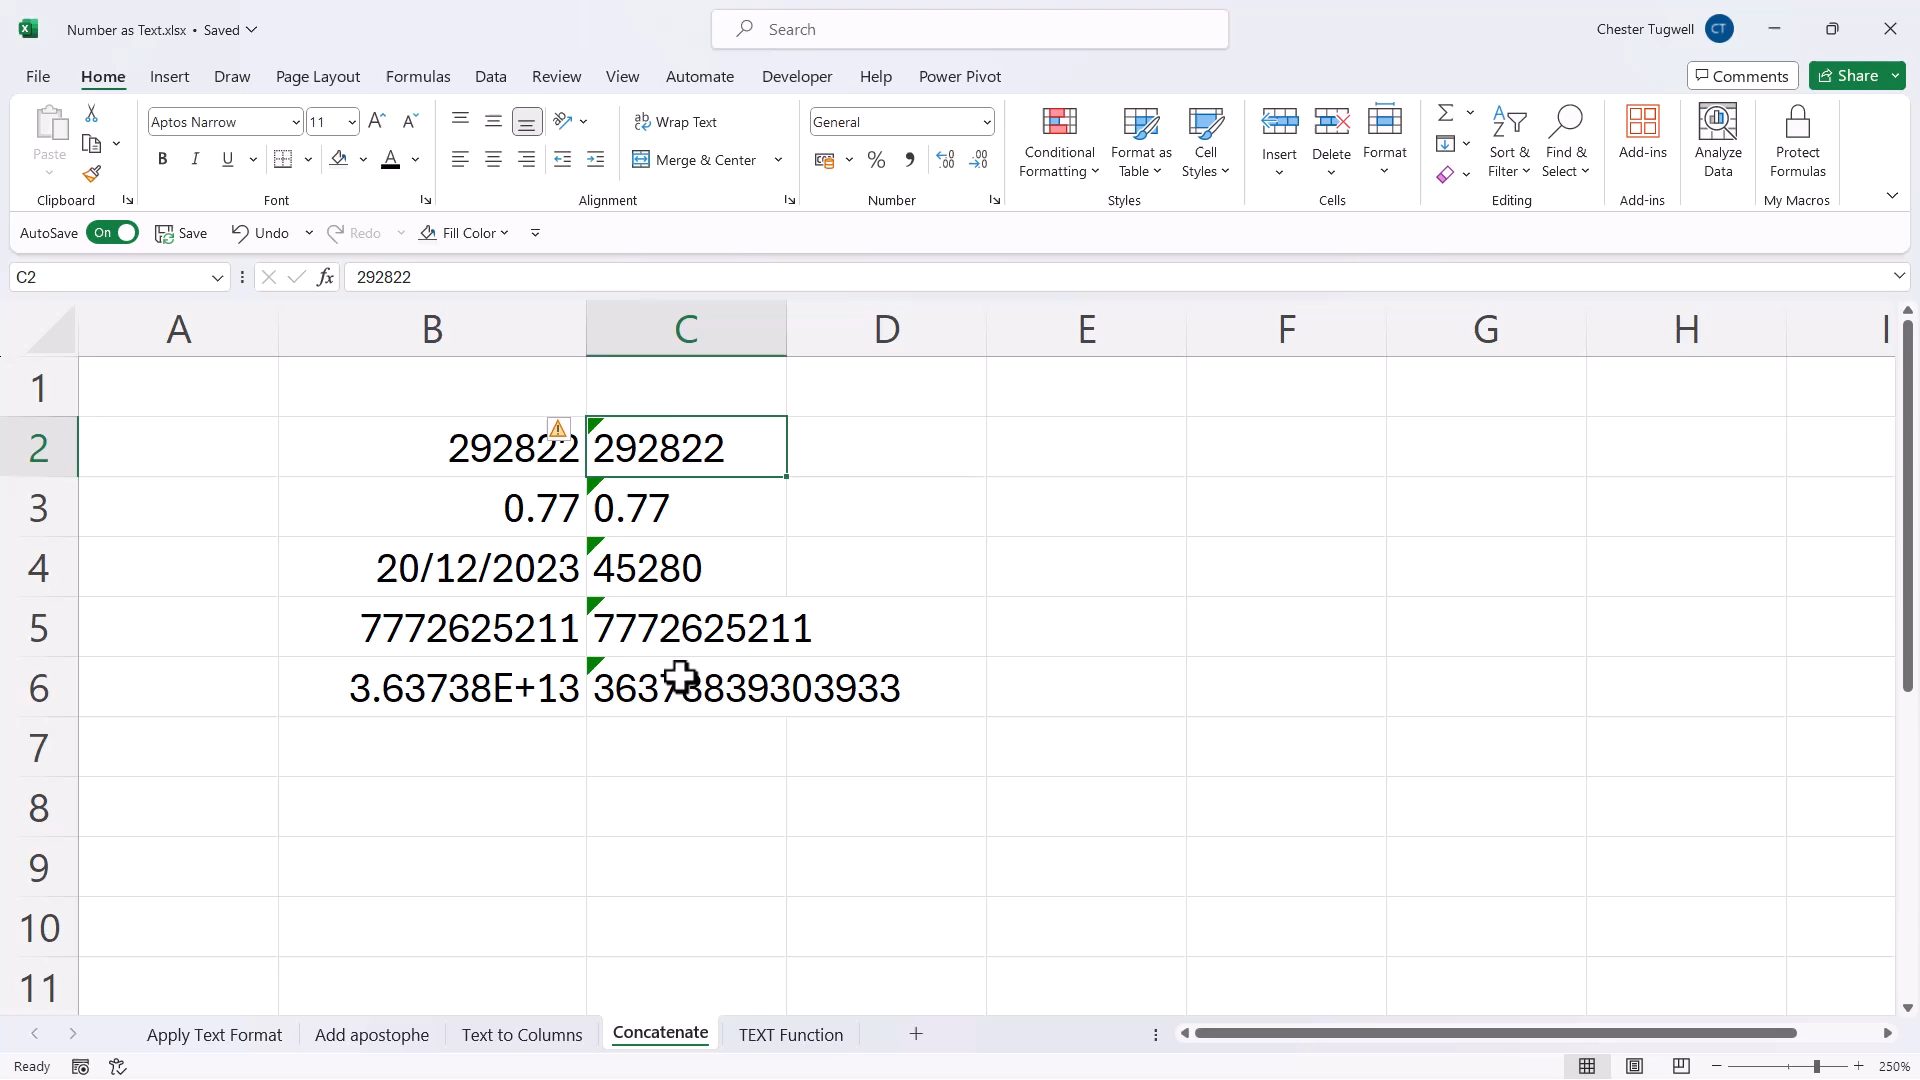 Number as Text.xlsx • Saved
Search
Chester Tugwell CT
File Home Insert Draw Page Layout Formulas Data Review View Automate Developer Help Power Pivot
Comments Share
Paste
Clipboard
Aptos Narrow 11
B I U A
Font
ab Wrap Text
Merge & Center
Alignment
General
Number
Conditional Formatting
Format as Table
Cell Styles
Styles
Insert Delete Format
Cells
Sort & Filter
Find & Select
Editing
Add-ins
Add-ins
Analyze Data
Protect Formulas
My Macros
AutoSave On Save Undo Redo Fill Color
C2 fx 292822
A B C D E F G H I
1
2 292822 292822
3 0.77 0.77
4 20/12/2023 45280
5 7772625211 7772625211
6 3.63738E+13
7
8
9
10
11
Apply Text Format Add apostophe Text to Columns Concatenate TEXT Function
Ready 250%